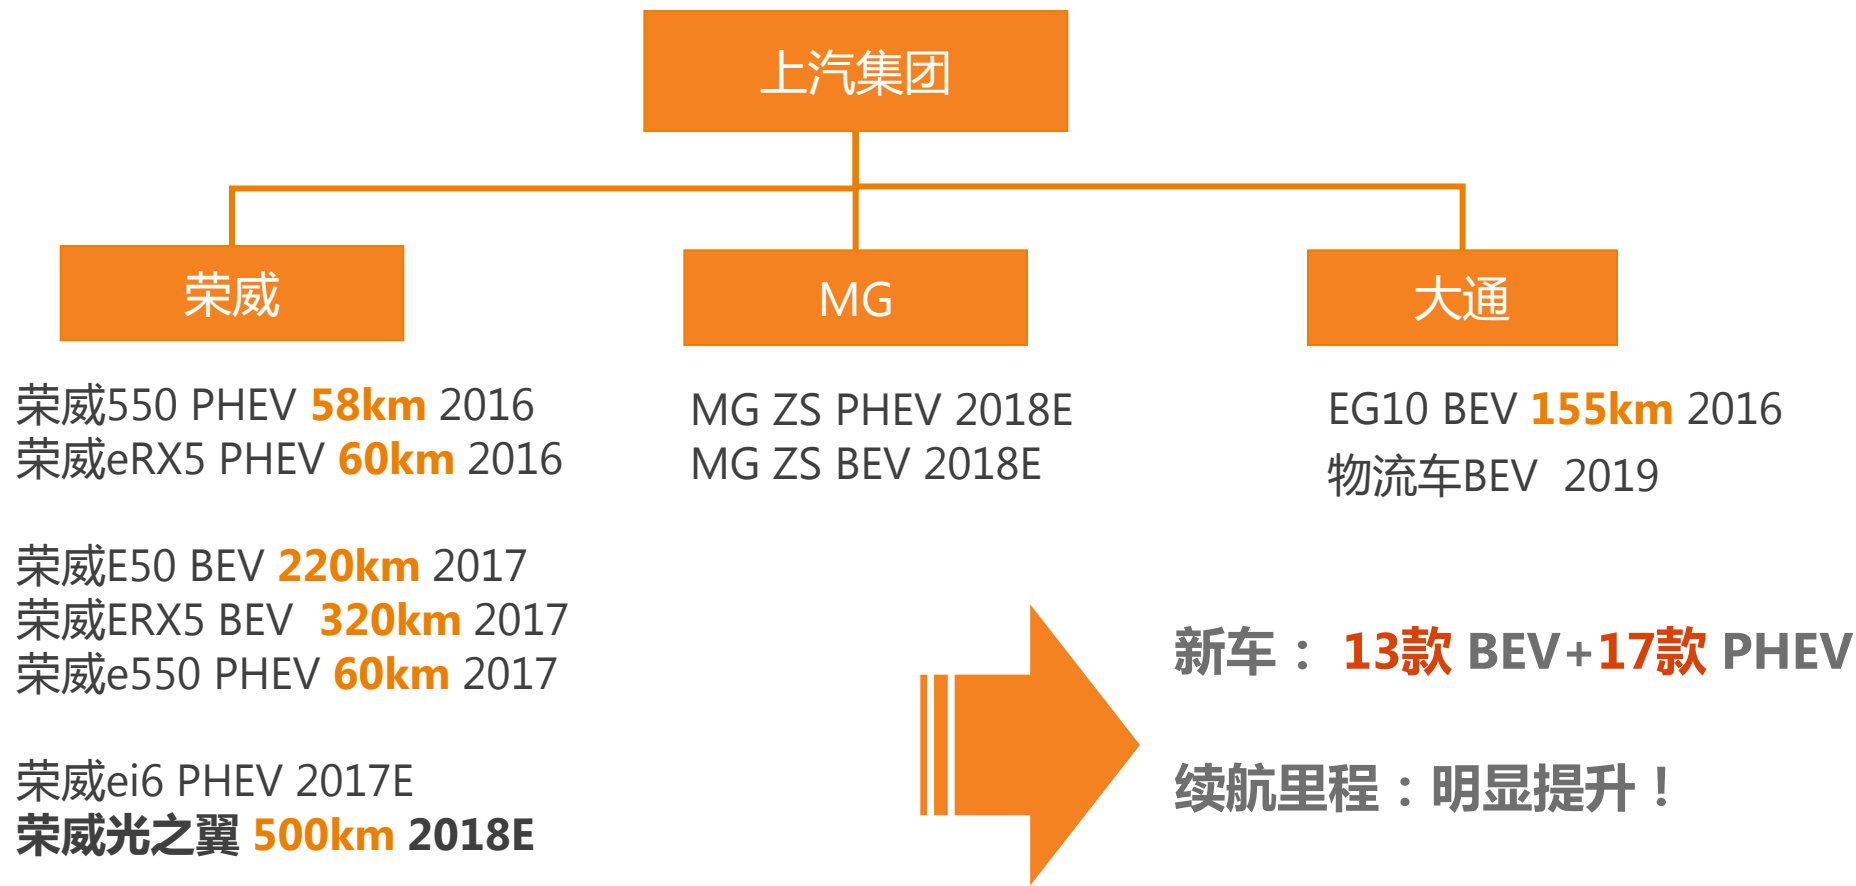 上汽集团
荣威
MG
大通
荣威550 PHEV 58km 2016
荣威eRX5 PHEV 60km 2016
荣威E50 BEV 220km 2017
荣威ERX5 BEV 320km 2017
荣威e550 PHEV 60km 2017
荣威ei6 PHEV 2017E
荣威光之翼 500km 2018E
MG ZS PHEV 2018E
MG ZS BEV 2018E
EG10 BEV 155km 2016
物流车BEV 2019
新车：13款 BEV+17款 PHEV
续航里程：明显提升！